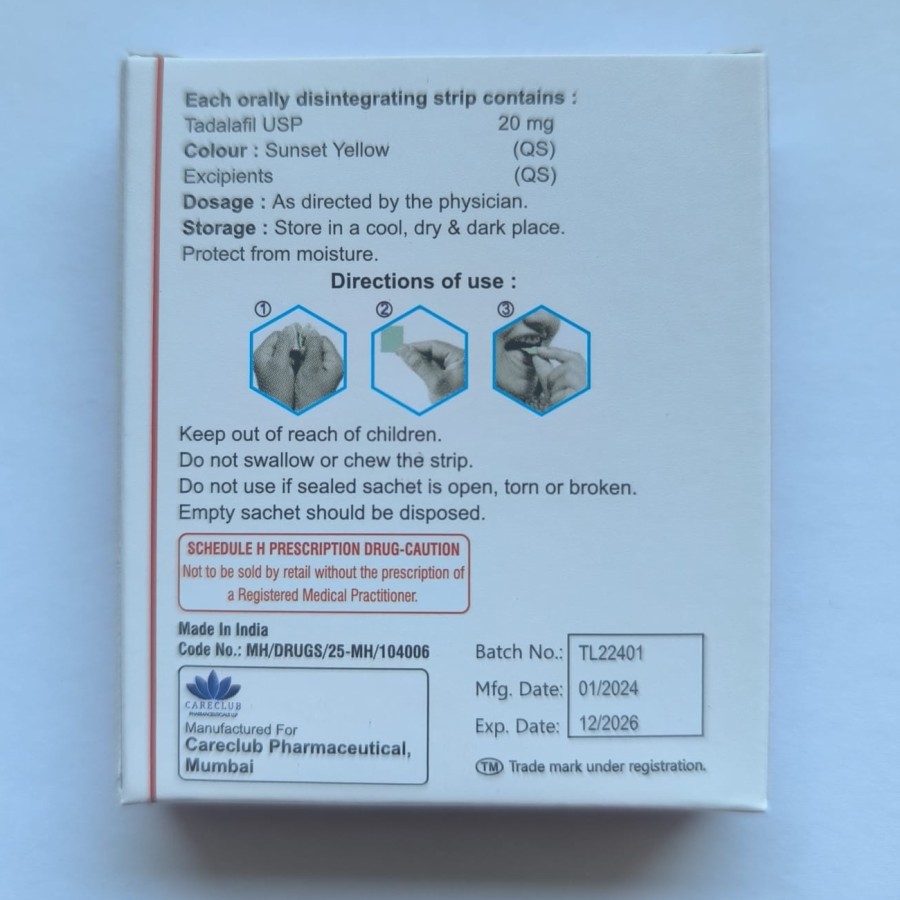 Each orally disintegrating strip contains :
Tadalafil USP 20 mg
Colour : Sunset Yellow (QS)
Excipients (QS)
Dosage : As directed by the physician.
Storage : Store in a cool, dry & dark place.
Protect from moisture.
Directions of use :
① ② ③
Keep out of reach of children.
Do not swallow or chew the strip.
Do not use if sealed sachet is open, torn or broken.
Empty sachet should be disposed.
SCHEDULE H PRESCRIPTION DRUG-CAUTION
Not to be sold by retail without the prescription of
a Registered Medical Practitioner.
Made In India
Code No.: MH/DRUGS/25-MH/104006
CARECLUB
PHARMACEUTICALS LLP
Manufactured For
Careclub Pharmaceutical,
Mumbai
Batch No.: TL22401
Mfg. Date: 01/2024
Exp. Date: 12/2026
TM Trade mark under registration.